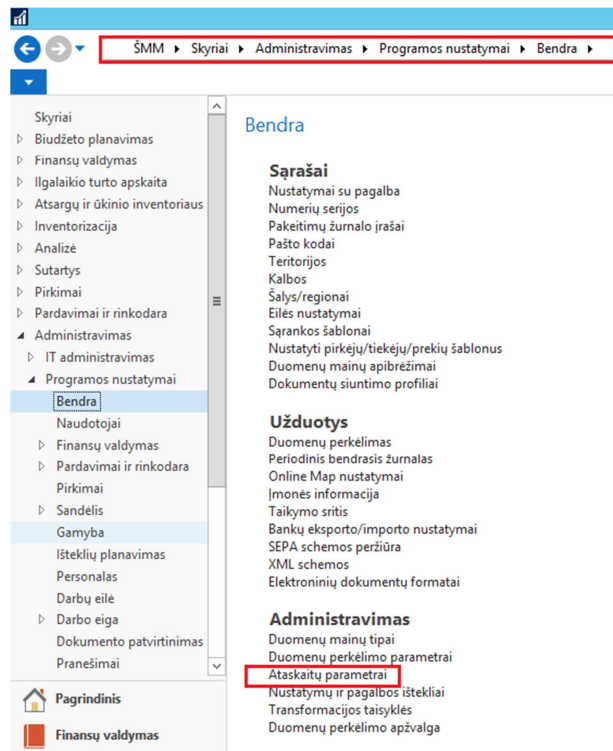 ŠMM ▸ Skyriai ▸ Administravimas ▸ Programos nustatymai ▸ Bendra ▸
Skyriai
Biudžeto planavimas
Finansų valdymas
Ilgalaikio turto apskaita
Atsargų ir ūkinio inventoriaus
Inventorizacija
Analizė
Sutartys
Pirkimai
Pardavimai ir rinkodara
Administravimas
IT administravimas
Programos nustatymai
Bendra
Naudotojai
Finansų valdymas
Pardavimai ir rinkodara
Pirkimai
Sandėlis
Gamyba
Išteklių planavimas
Personalas
Darbų eilė
Darbo eiga
Dokumento patvirtinimas
Pranešimai
Pagrindinis
Finansų valdymas
Bendra
Sąrašai
Nustatymai su pagalba
Numerių serijos
Pakeitimų žurnalo įrašai
Pašto kodai
Teritorijos
Kalbos
Šalys/regionai
Eilės nustatymai
Sąrankos šablonai
Nustatyti pirkėjų/tiekėjų/prekių šablonus
Duomenų mainų apibrėžimai
Dokumentų siuntimo profiliai
Užduotys
Duomenų perkėlimas
Periodinis bendrasis žurnalas
Online Map nustatymai
Įmonės informacija
Taikymo sritis
Bankų eksporto/importo nustatymai
SEPA schemos peržiūra
XML schemos
Elektroninių dokumentų formatai
Administravimas
Duomenų mainų tipai
Duomenų perkėlimo parametrai
Ataskaitų parametrai
Nustatymų ir pagalbos ištekliai
Transformacijos taisyklės
Duomenų perkėlimo apžvalga